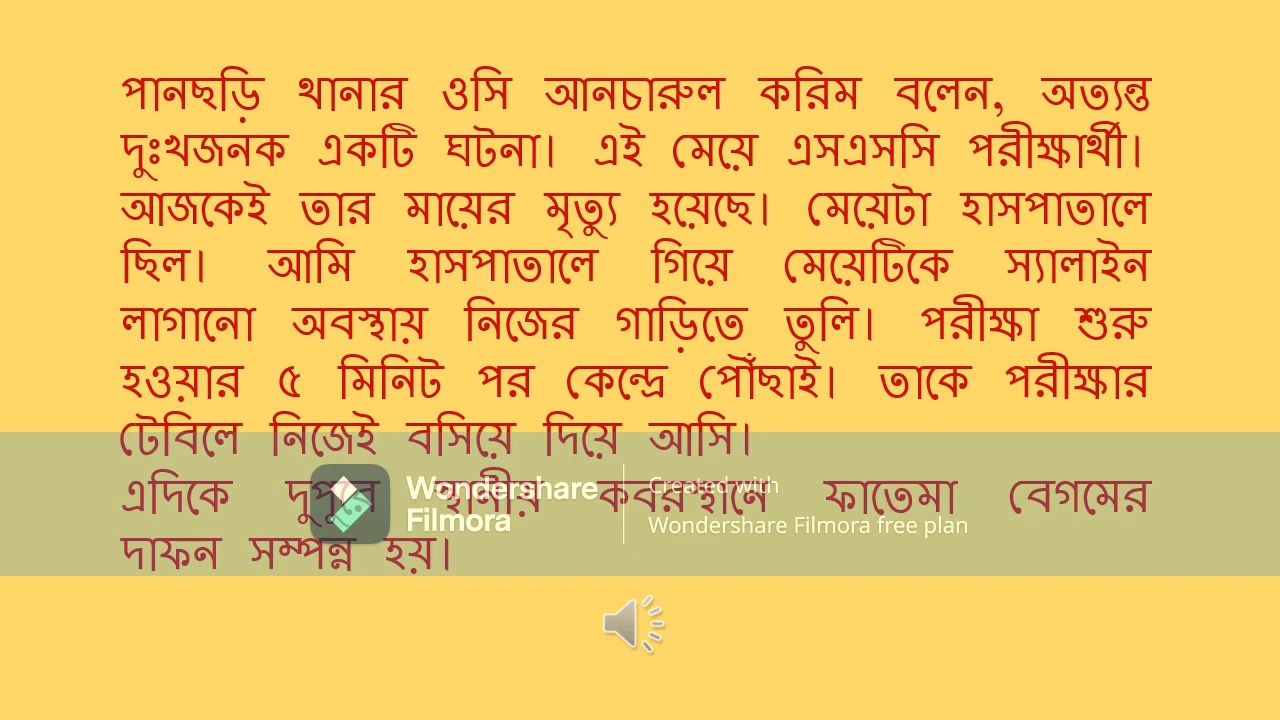 পানছড়ি থানার ওসি আনচারুল করিম বলেন, অত্যন্ত
দুঃখজনক একটি ঘটনা। এই মেয়ে এসএসসি পরীক্ষার্থী।
আজকেই তার মায়ের মৃত্যু হয়েছে। মেয়েটা হাসপাতালে
ছিল। আমি হাসপাতালে গিয়ে মেয়েটিকে স্যালাইন
লাগানো অবস্থায় নিজের গাড়িতে তুলি। পরীক্ষা শুরু
হওয়ার ৫ মিনিট পর কেন্দ্রে পৌঁছাই। তাকে পরীক্ষার
টেবিলে নিজেই বসিয়ে দিয়ে আসি।
এদিকে দুপুরে স্থানীয় কবরস্থানে ফাতেমা বেগমের
দাফন সম্পন্ন হয়।
Wondershare
Filmora
Created with
Wondershare Filmora free plan